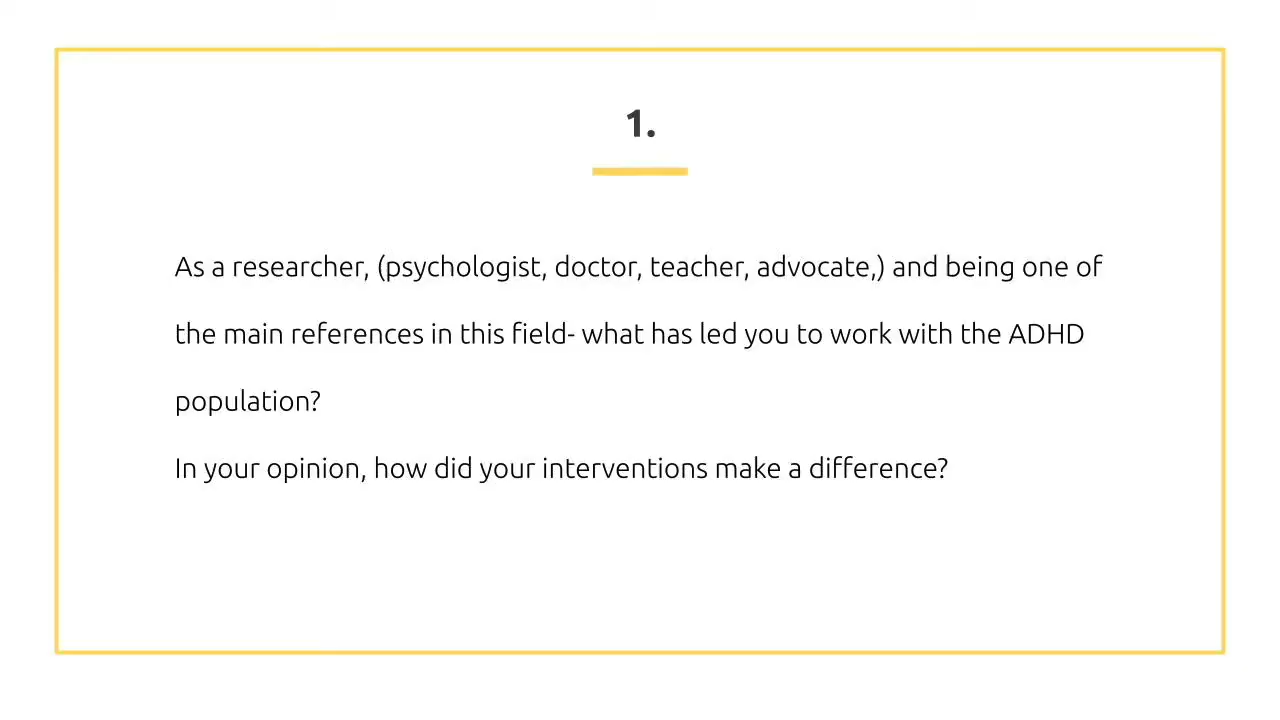 1.
As a researcher, (psychologist, doctor, teacher, advocate,) and being one of
the main references in this field- what has led you to work with the ADHD
population?
In your opinion, how did your interventions make a difference?